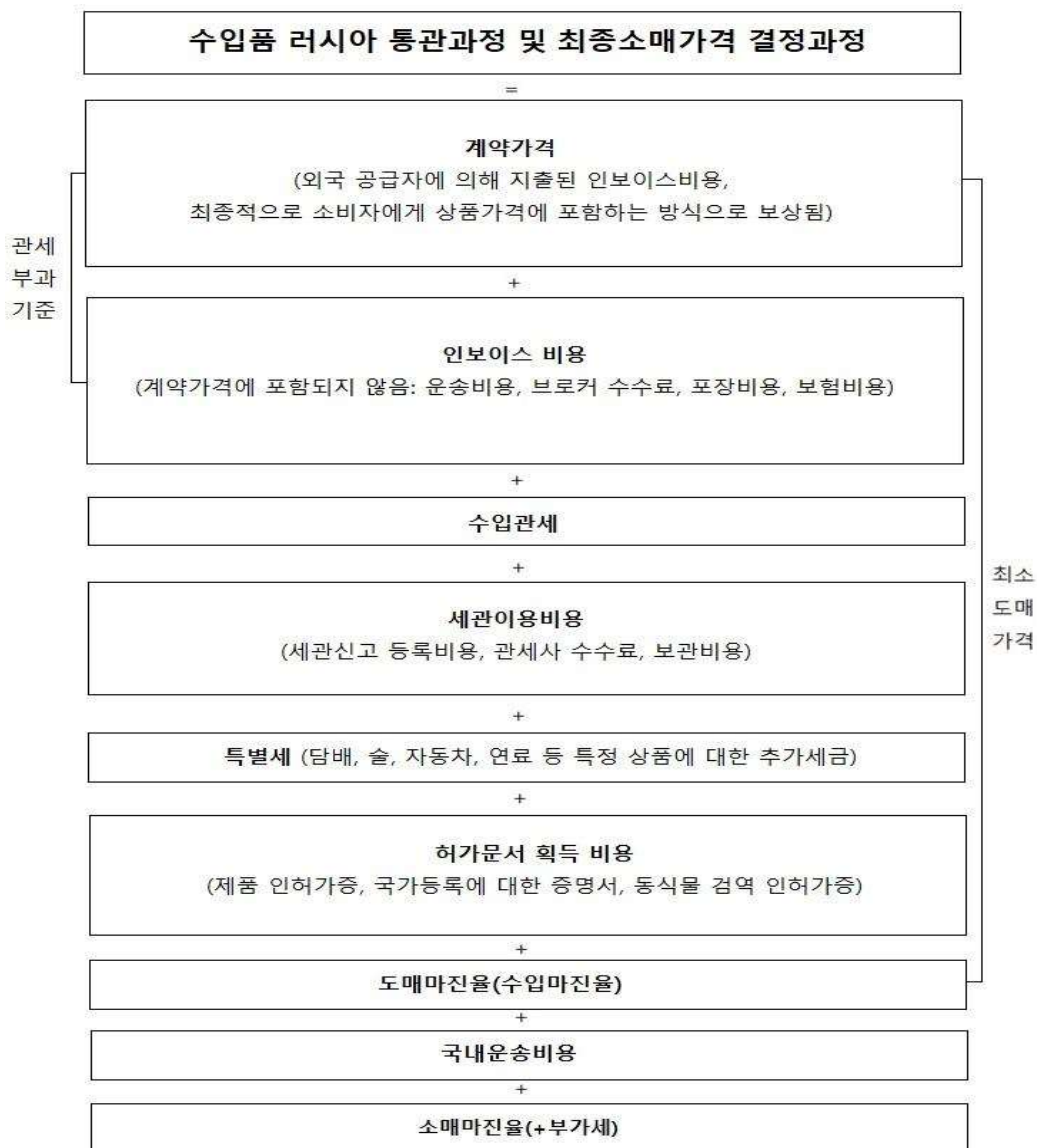 수입품 러시아 통관과정 및 최종소매가격 결정과정
=
계약가격
(외국 공급자에 의해 지출된 인보이스비용,
최종적으로 소비자에게 상품가격에 포함하는 방식으로 보상됨)
관세
부과
기준
+
인보이스 비용
(계약가격에 포함되지 않음: 운송비용, 브로커 수수료, 포장비용, 보험비용)
+
수입관세
+
세관이용비용
(세관신고 등록비용, 관세사 수수료, 보관비용)
최소
도매
가격
+
특별세 (담배, 술, 자동차, 연료 등 특정 상품에 대한 추가세금)
+
허가문서 획득 비용
(제품 인허가증, 국가등록에 대한 증명서, 동식물 검역 인허가증)
+
도매마진율(수입마진율)
+
국내운송비용
+
소매마진율(+부가세)